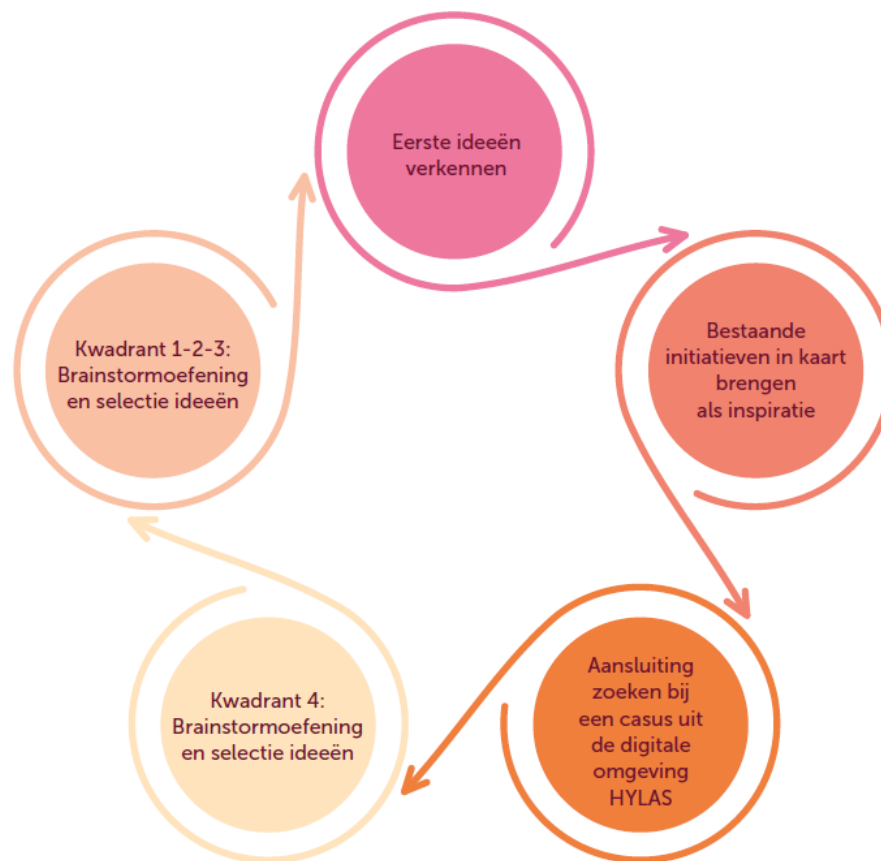 Eerste ideeën
verkennen
Bestaande
initiatieven in kaart
brengen
als inspiratie
Aansluiting
zoeken bij
een casus uit
de digitale
omgeving
HYLAS
Kwadrant 4:
Brainstormoefening
en selectie ideeën
Kwadrant 1-2-3:
Brainstormoefening
en selectie ideeën